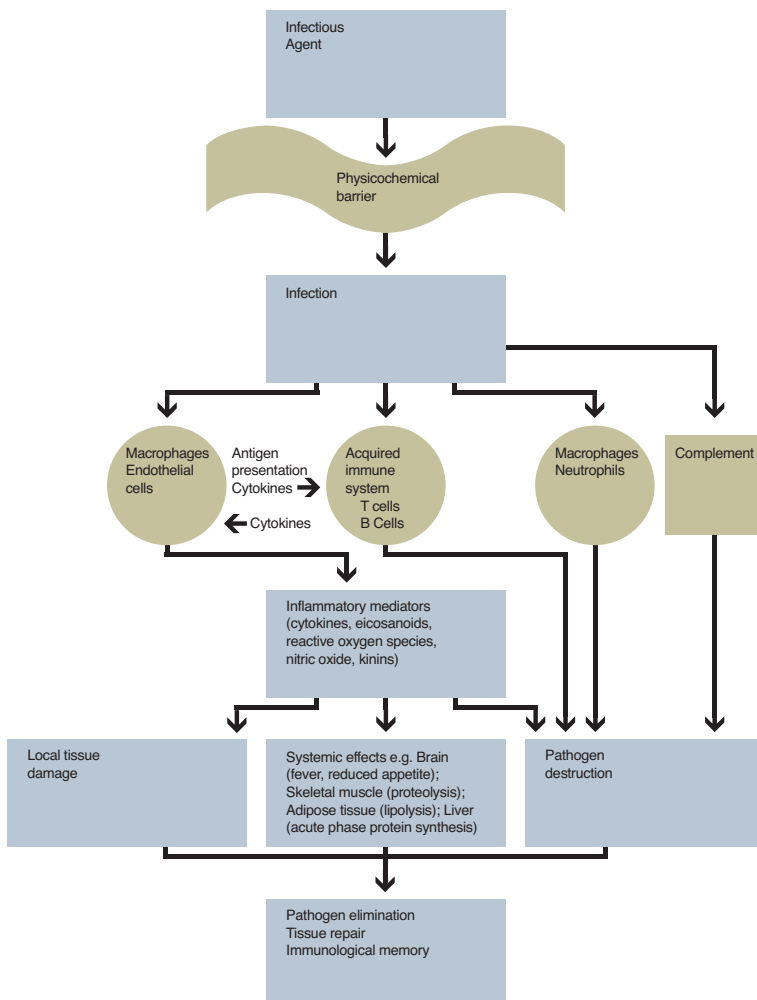 Infectious
Agent
Physicochemical
barrier
Infection
Macrophages
Endothelial
cells
Antigen
presentation
Cytokines
Cytokines
Acquired
immune
system
T cells
B Cells
Macrophages
Neutrophils
Complement
Inflammatory mediators
(cytokines, eicosanoids,
reactive oxygen species,
nitric oxide, kinins)
Local tissue
damage
Systemic effects e.g. Brain
(fever, reduced appetite);
Skeletal muscle (proteolysis);
Adipose tissue (lipolysis); Liver
(acute phase protein synthesis)
Pathogen
destruction
Pathogen elimination
Tissue repair
Immunological memory